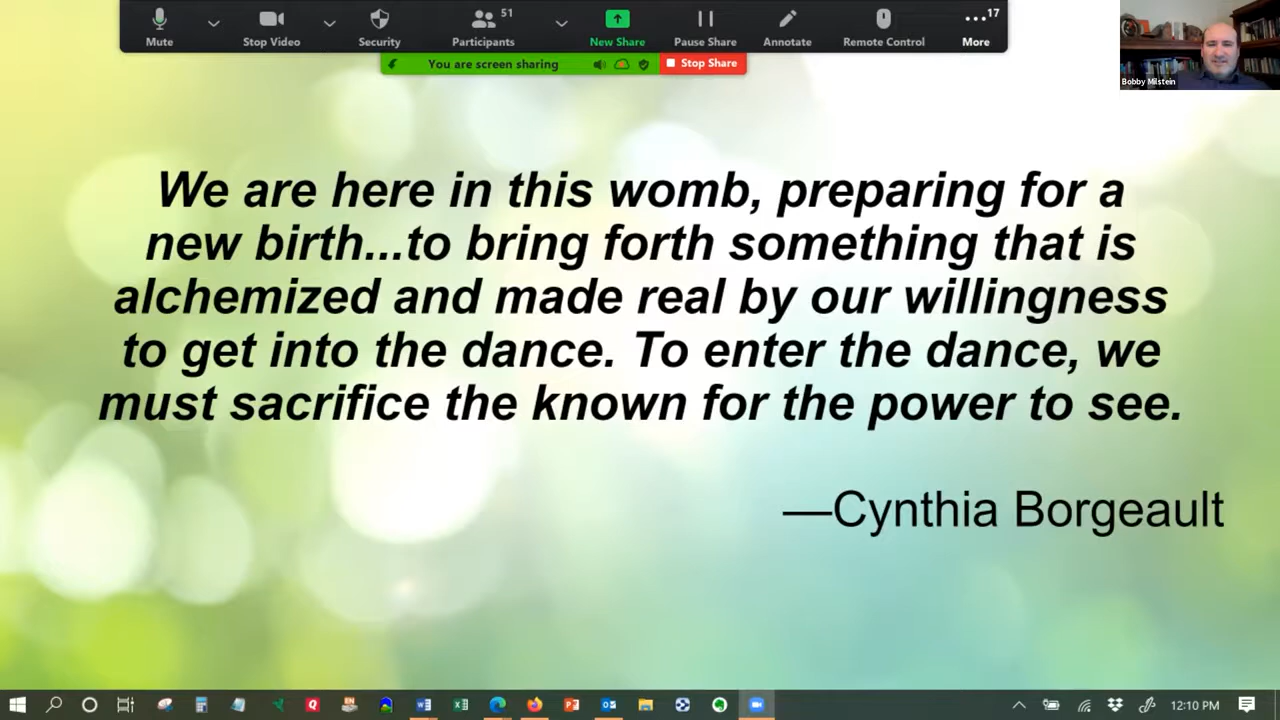 51
17
Mute
Stop Video
Security
Participants
New Share
Pause Share
Annotate
Remote Control
More
You are screen sharing
Stop Share
Bobby Milstein
We are here in this womb, preparing for a
new birth...to bring forth something that is
alchemized and made real by our willingness
to get into the dance. To enter the dance, we
must sacrifice the known for the power to see.
—Cynthia Borgeault
12:10 PM